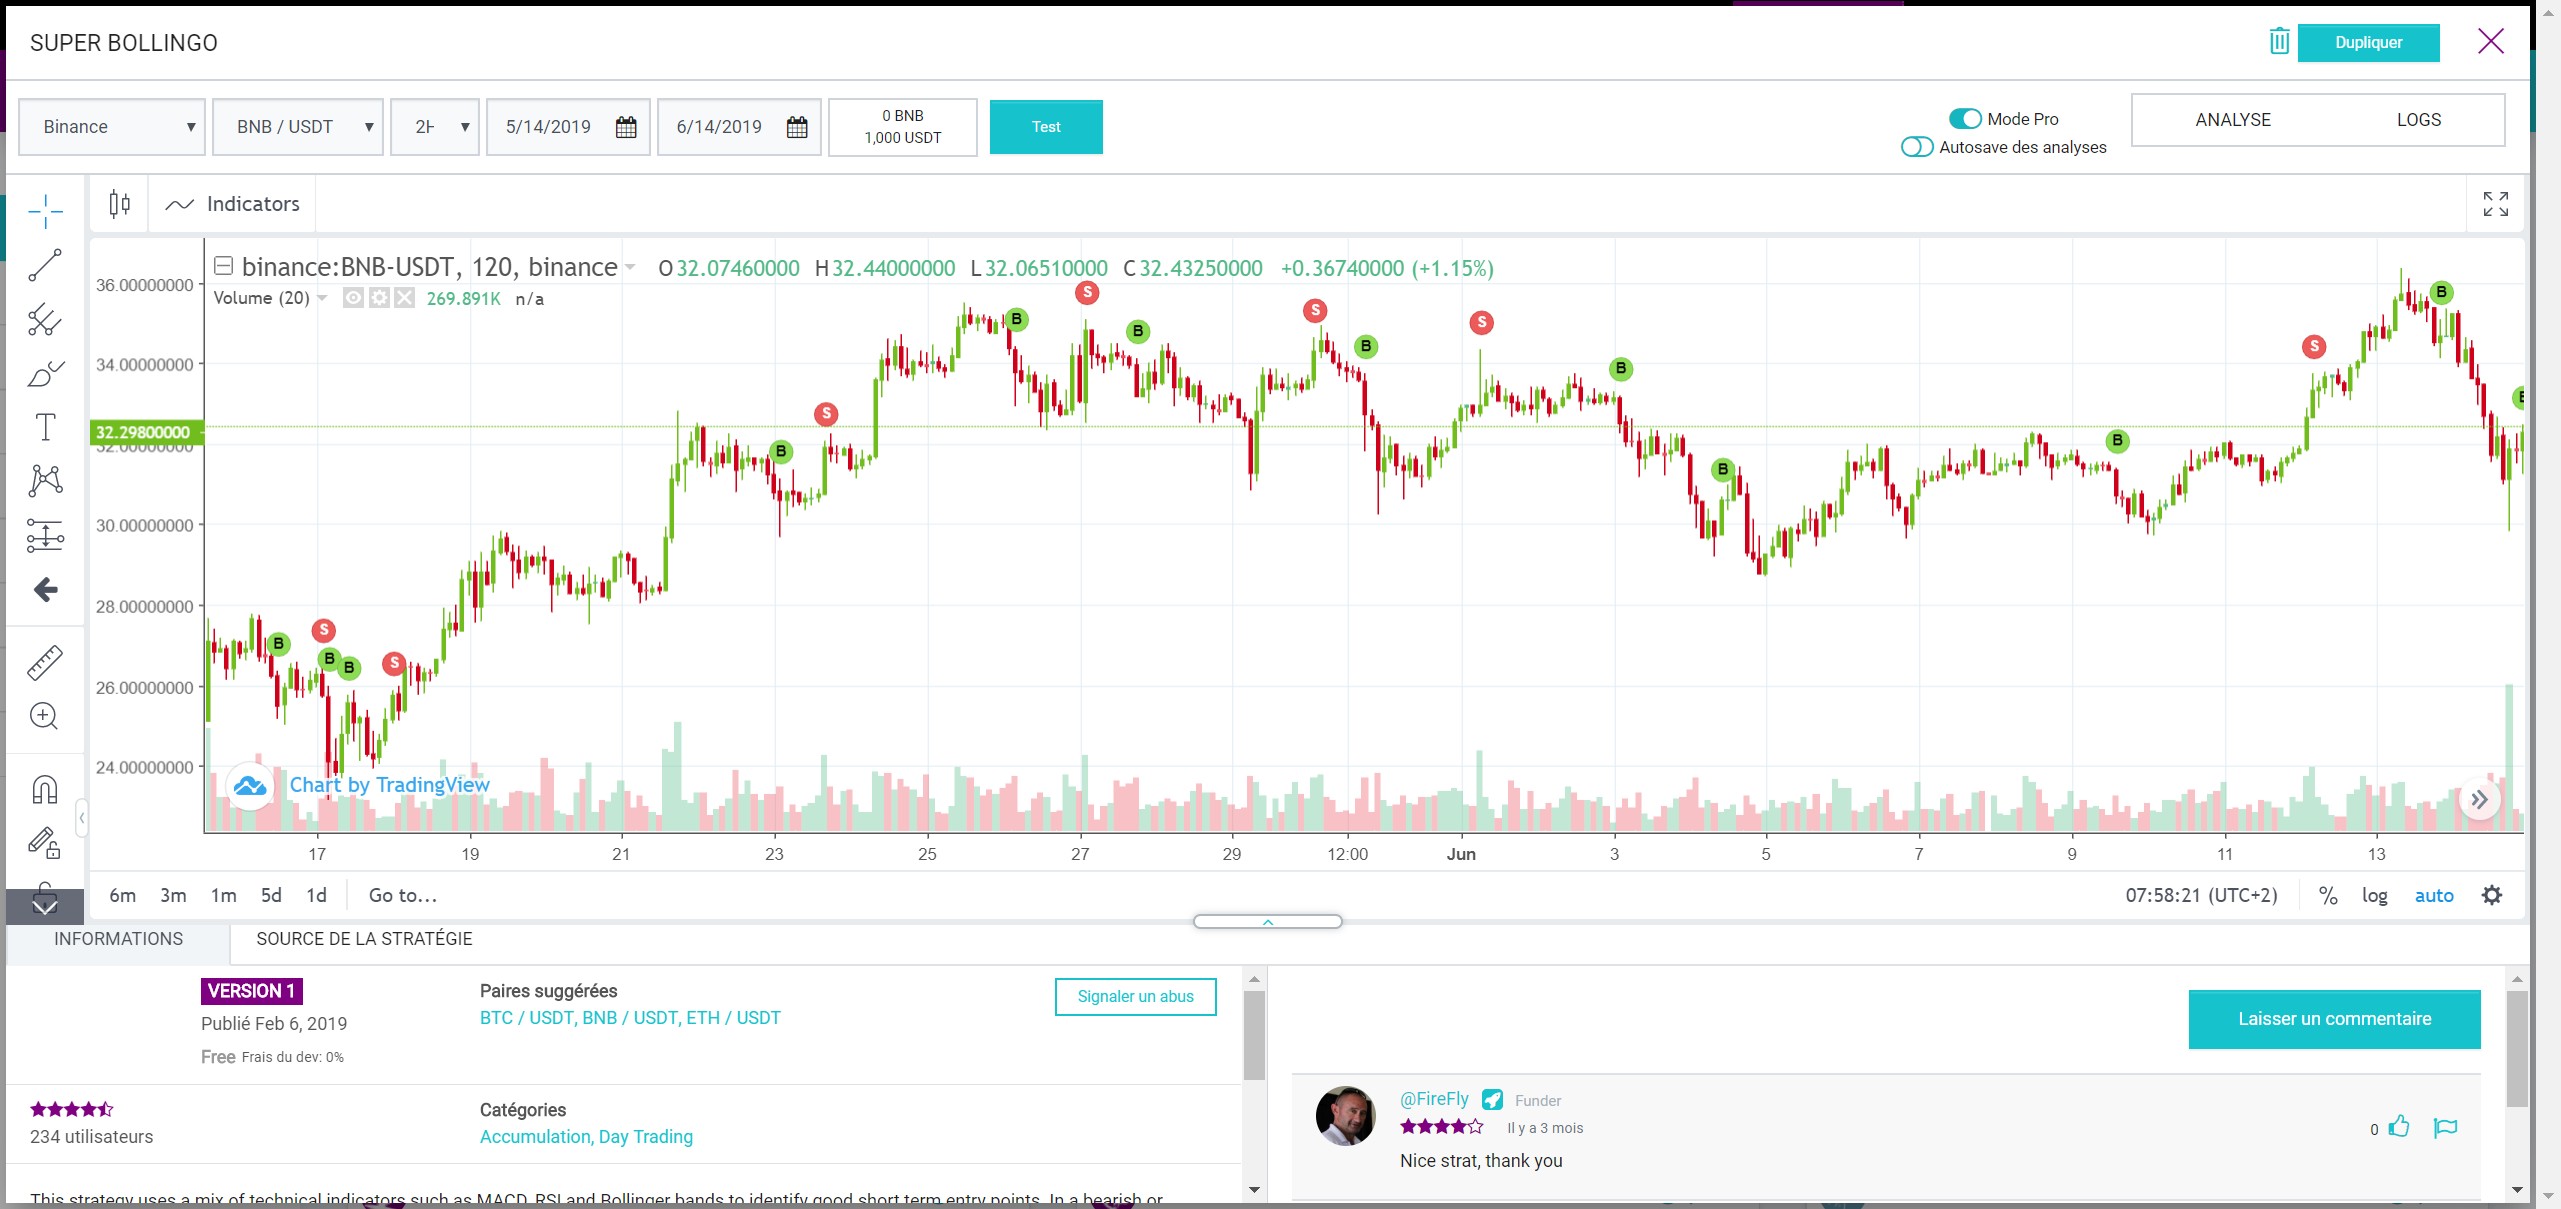 SUPER BOLLINGO
Dupliquer
Binance
BNB / USDT
5/14/2019
6/14/2019
0 BNB
1,000 USDT
Test
Mode Pro
Autosave des analyses
ANALYSE
LOGS
Indicators
binance:BNB-USDT, 120, binance O 32.07460000 H 32.44000000 L 32.06510000 C 32.43250000 +0.36740000 (+1.15%)
Volume (20) 269.891K n/a
36.00000000
34.00000000
32.29800000
32.00000000
30.00000000
28.00000000
26.00000000
24.00000000
B
S
B
B
S
B
S
B
S
B
S
B
S
B
B
B
S
B
Chart by TradingView
17 19 21 23 25 27 29 12:00 Jun 3 5 7 9 11 13
6m 3m 1m 5d 1d Go to...
07:58:21 (UTC+2) % log auto
INFORMATIONS
SOURCE DE LA STRATÉGIE
VERSION 1
Publié Feb 6, 2019
Free Frais du dev: 0%
Paires suggérées
BTC / USDT, BNB / USDT, ETH / USDT
Signaler un abus
234 utilisateurs
Catégories
Accumulation, Day Trading
This strategy uses a mix of technical indicators such as MACD, RSI and Bollinger bands to identify good short term entry points. In a bearish or
Laisser un commentaire
@FireFly Funder
Il y a 3 mois
0
Nice strat, thank you